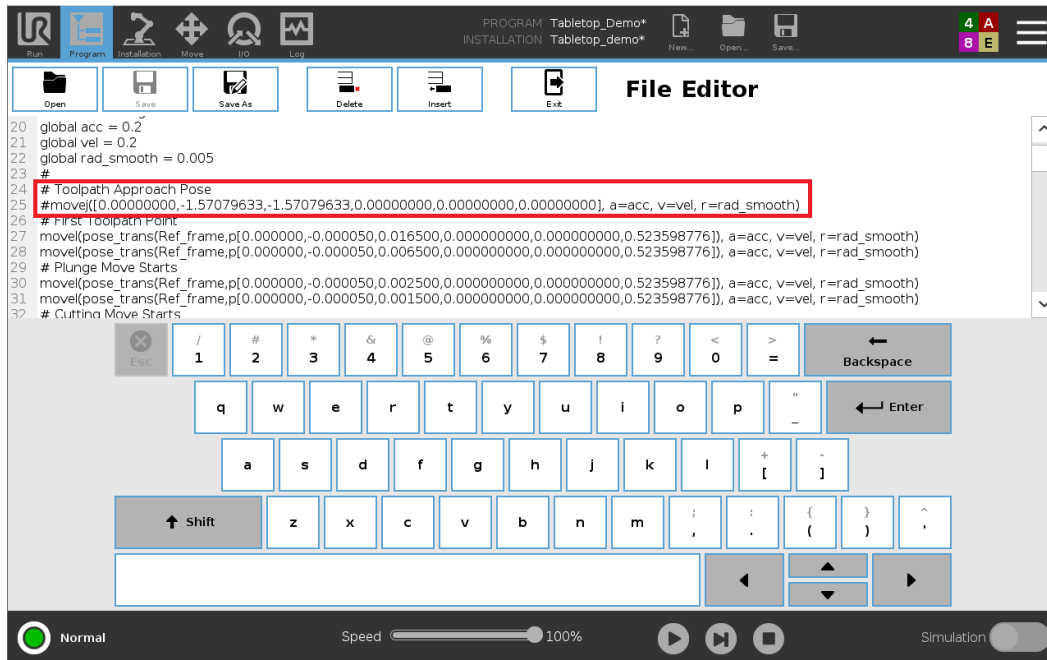 UR
Run
Program
Installation
Move
I/O
Log
PROGRAM Tabletop_Demo*
INSTALLATION Tabletop_demo*
New...
Open...
Save...
4 A
8 E
Open
Save
Save As
Delete
Insert
Exit
File Editor
20 global acc = 0.2
21 global vel = 0.2
22 global rad_smooth = 0.005
23 #
24 # Toolpath Approach Pose
25 #movej([0.00000000,-1.57079633,-1.57079633,0.00000000,0.00000000,0.00000000], a=acc, v=vel, r=rad_smooth)
26 # First Toolpath Point
27 movel(pose_trans(Ref_frame,p[0.000000,-0.000050,0.016500,0.000000000,0.000000000,0.523598776]), a=acc, v=vel, r=rad_smooth)
28 movel(pose_trans(Ref_frame,p[0.000000,-0.000050,0.006500,0.000000000,0.000000000,0.523598776]), a=acc, v=vel, r=rad_smooth)
29 # Plunge Move Starts
30 movel(pose_trans(Ref_frame,p[0.000000,-0.000050,0.002500,0.000000000,0.000000000,0.523598776]), a=acc, v=vel, r=rad_smooth)
31 movel(pose_trans(Ref_frame,p[0.000000,-0.000050,0.001500,0.000000000,0.000000000,0.523598776]), a=acc, v=vel, r=rad_smooth)
32 # Cutting Move Starts
/ # * & @ % $ ! ? < >
Esc 1 2 3 4 5 6 7 8 9 0 = Backspace
"
q w e r t y u i o p _ Enter
+ -
a s d f g h j k l [ ]
; : { } ^
Shift z x c v b n m , . ( ) '
Normal
Speed 100%
Simulation